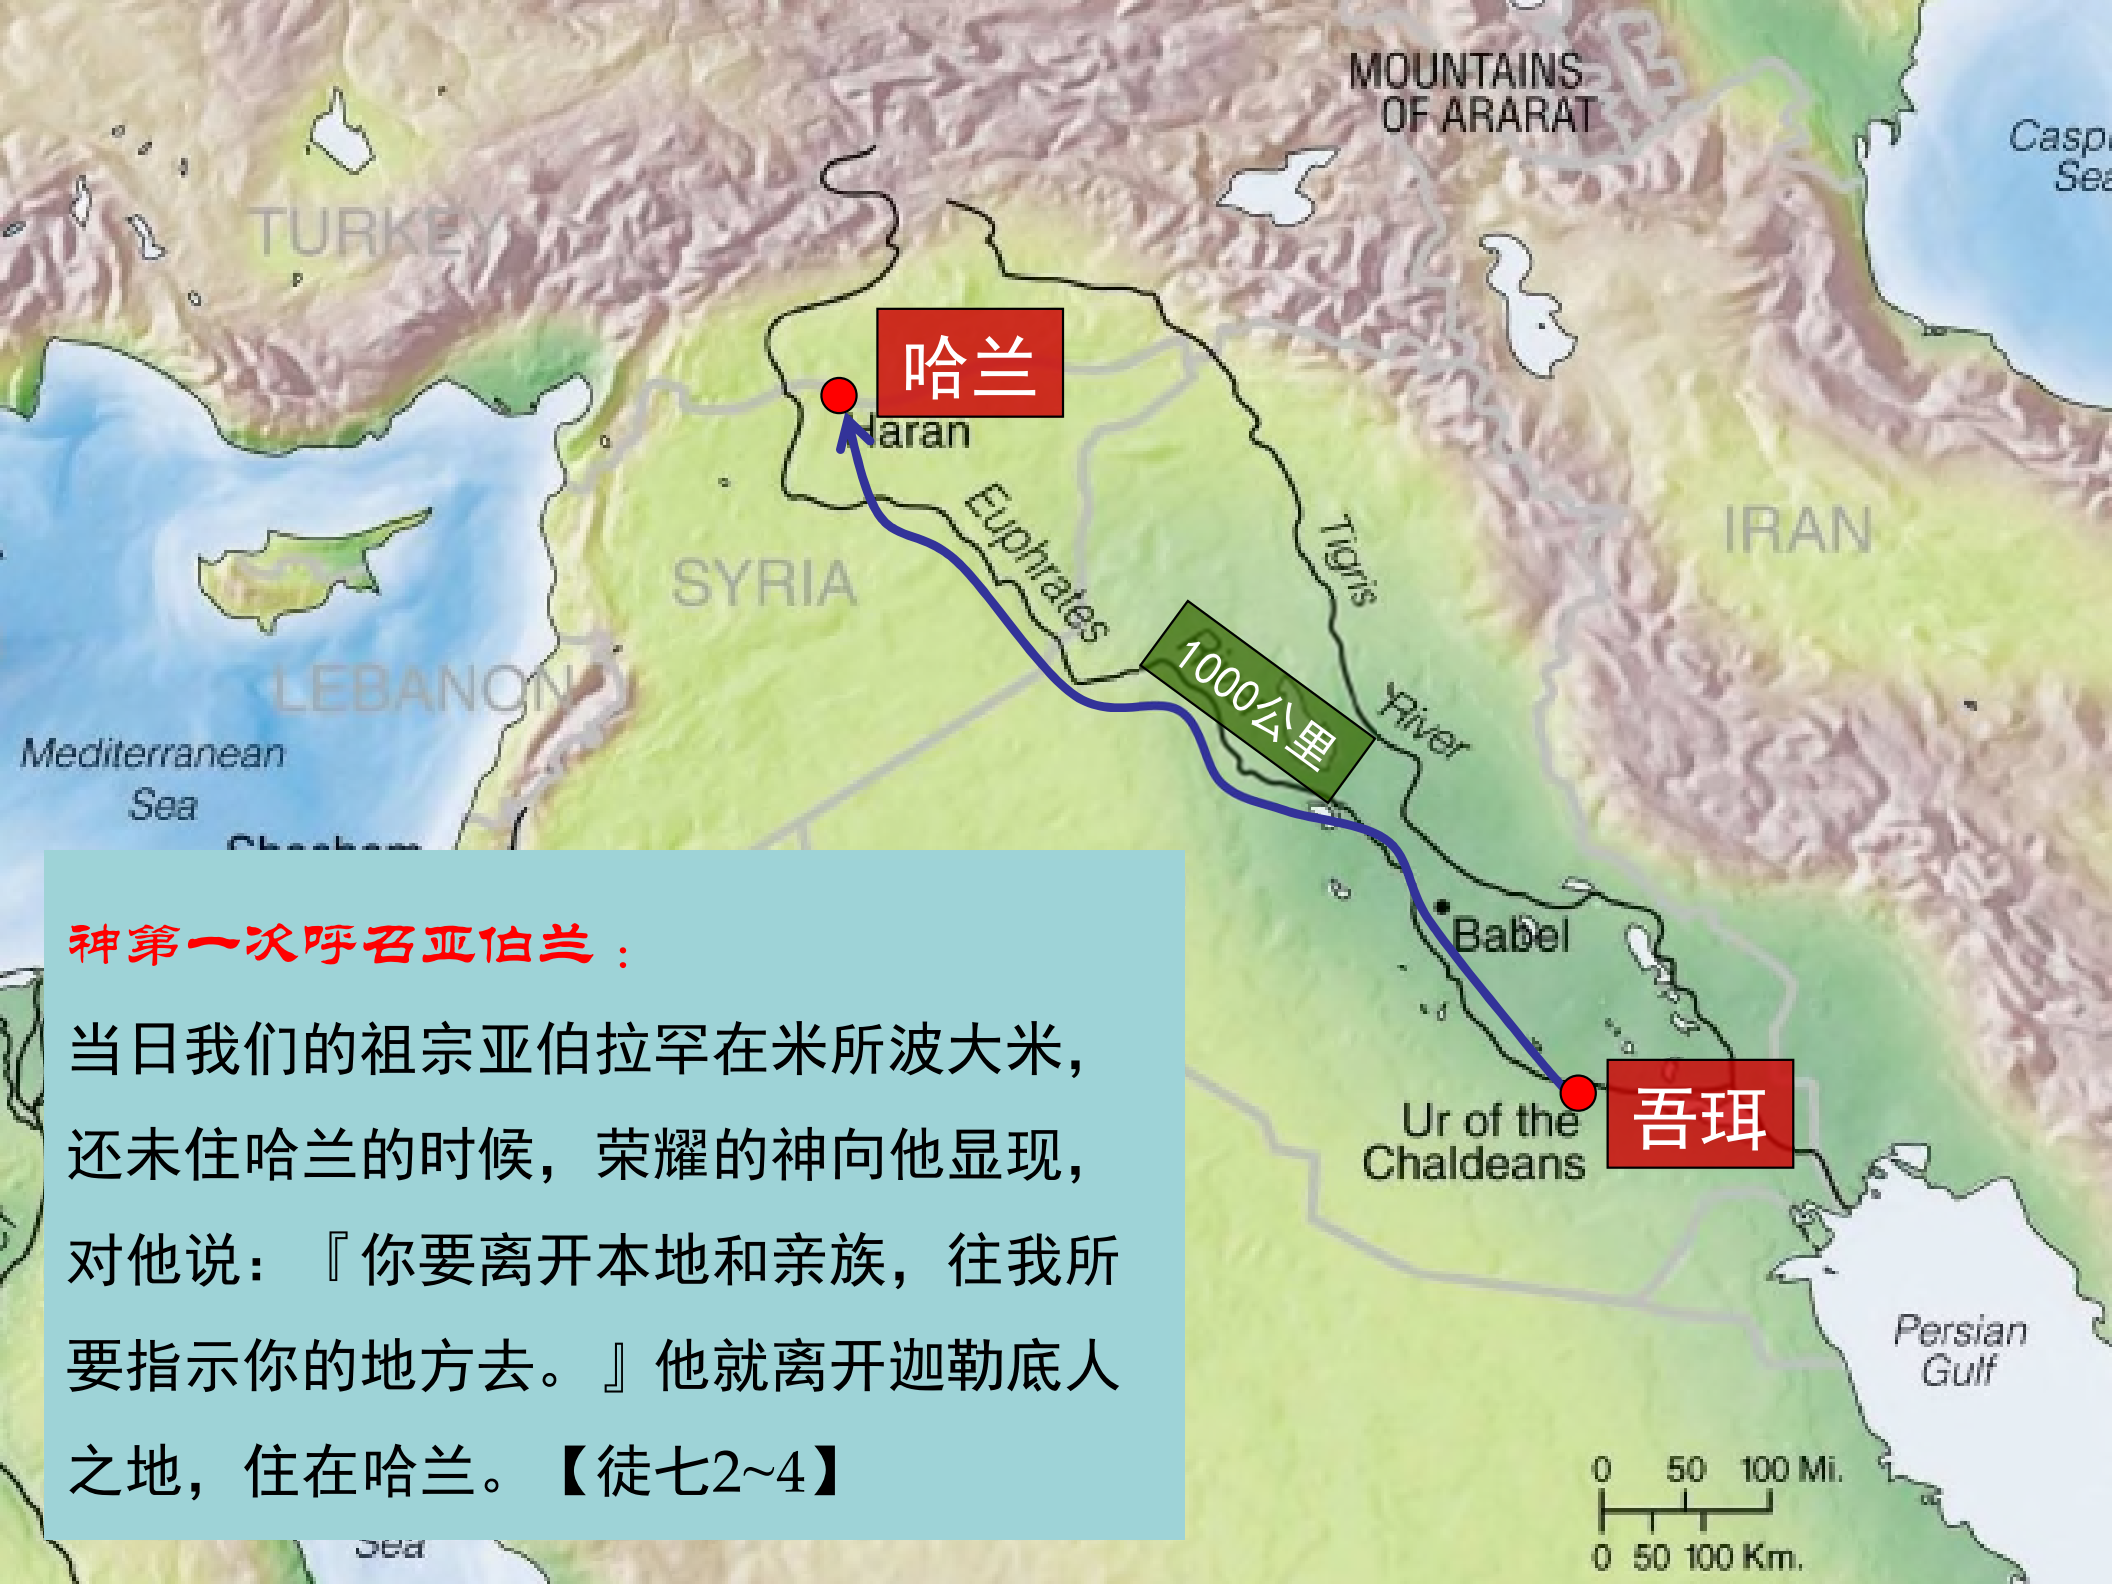 MOUNTAINS
OF ARARAT
TURKEY
哈兰
Haran
Euphrates
Tigris
IRAN
SYRIA
1000公里
River
LEBANON
Mediterranean
Sea
Babel
神第一次呼召亚伯兰：
当日我们的祖宗亚伯拉罕在米所波大米，
还未住哈兰的时候，荣耀的神向他显现，
对他说：『你要离开本地和亲族，往我所
要指示你的地方去。』他就离开迦勒底人
之地，住在哈兰。【徒七2~4】
吾珥
Ur of the
Chaldeans
Persian
Gulf
0 50 100 Mi.
0 50 100 Km.
Sea